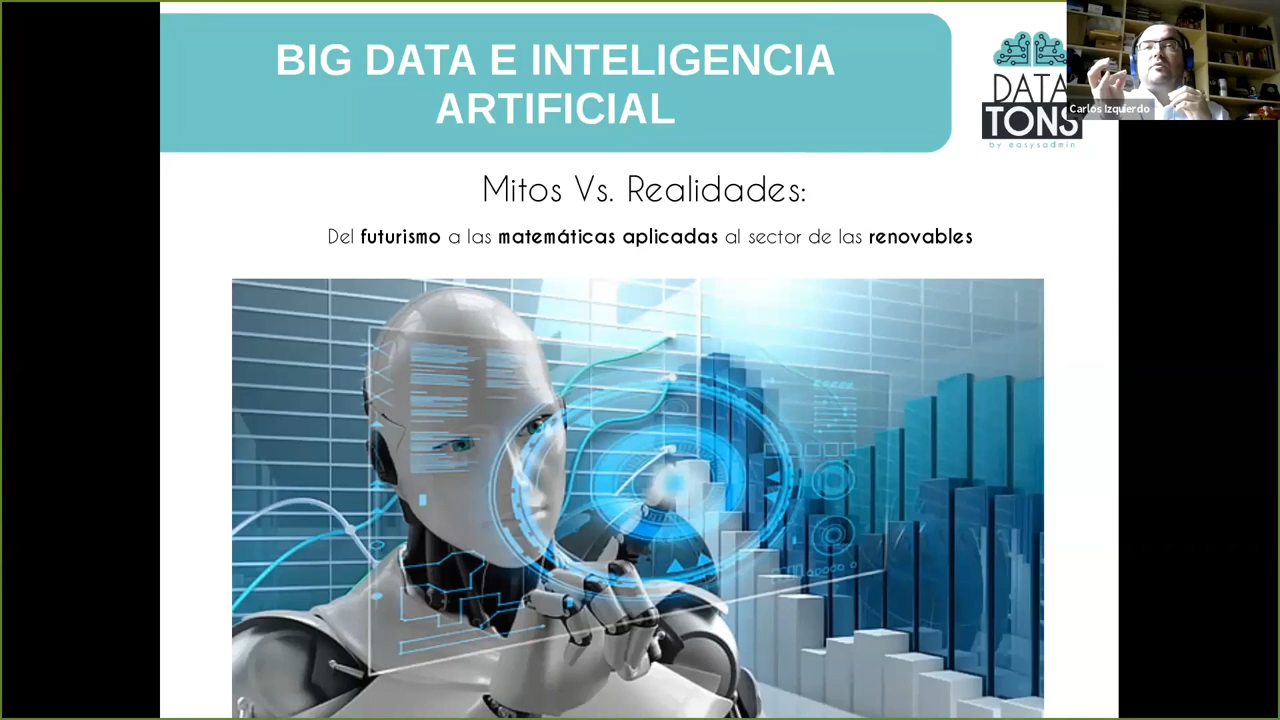 BIG DATA E INTELIGENCIA
ARTIFICIAL
DATA
TONS
by easysadmin
Carlos Izquierdo
Mitos Vs. Realidades:
Del futurismo a las matemáticas aplicadas al sector de las renovables